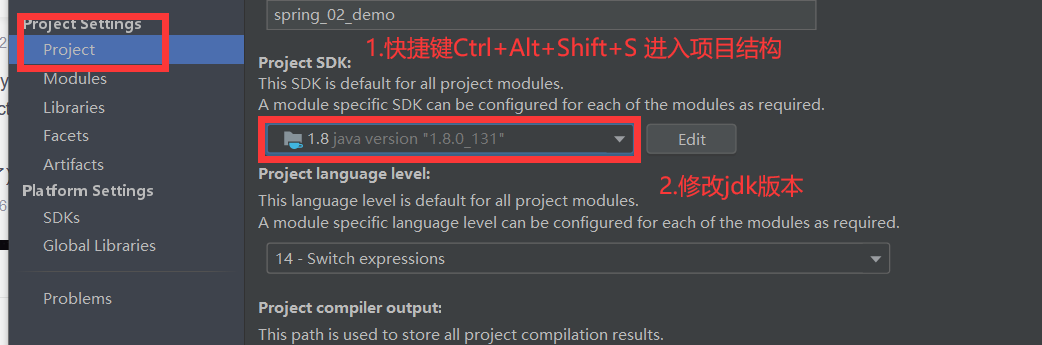 Project Settings
Project
Modules
Libraries
Facets
Artifacts
Platform Settings
SDKs
Global Libraries
Problems
spring_02_demo
1.快捷键Ctrl+Alt+Shift+S 进入项目结构
Project SDK:
This SDK is default for all project modules.
A module specific SDK can be configured for each of the modules as required.
1.8 java version "1.8.0_131"
Edit
Project language level:
2.修改jdk版本
This language level is default for all project modules.
A module specific language level can be configured for each of the modules as required.
14 - Switch expressions
Project compiler output:
This path is used to store all project compilation results.